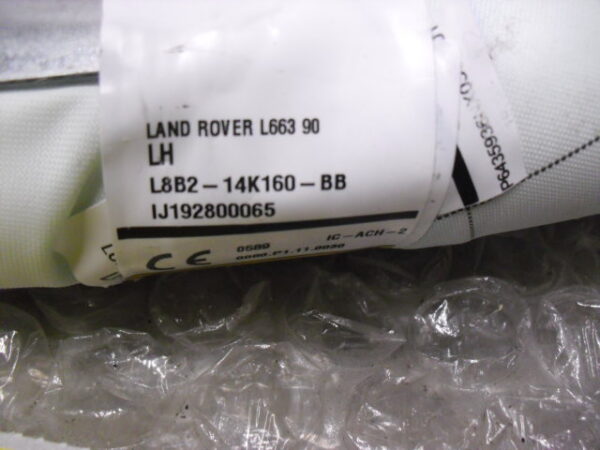 LAND ROVER L663 90
LH
L8B2-14K160-BB
IJ192800065
CE 0589 IC-ACH-2